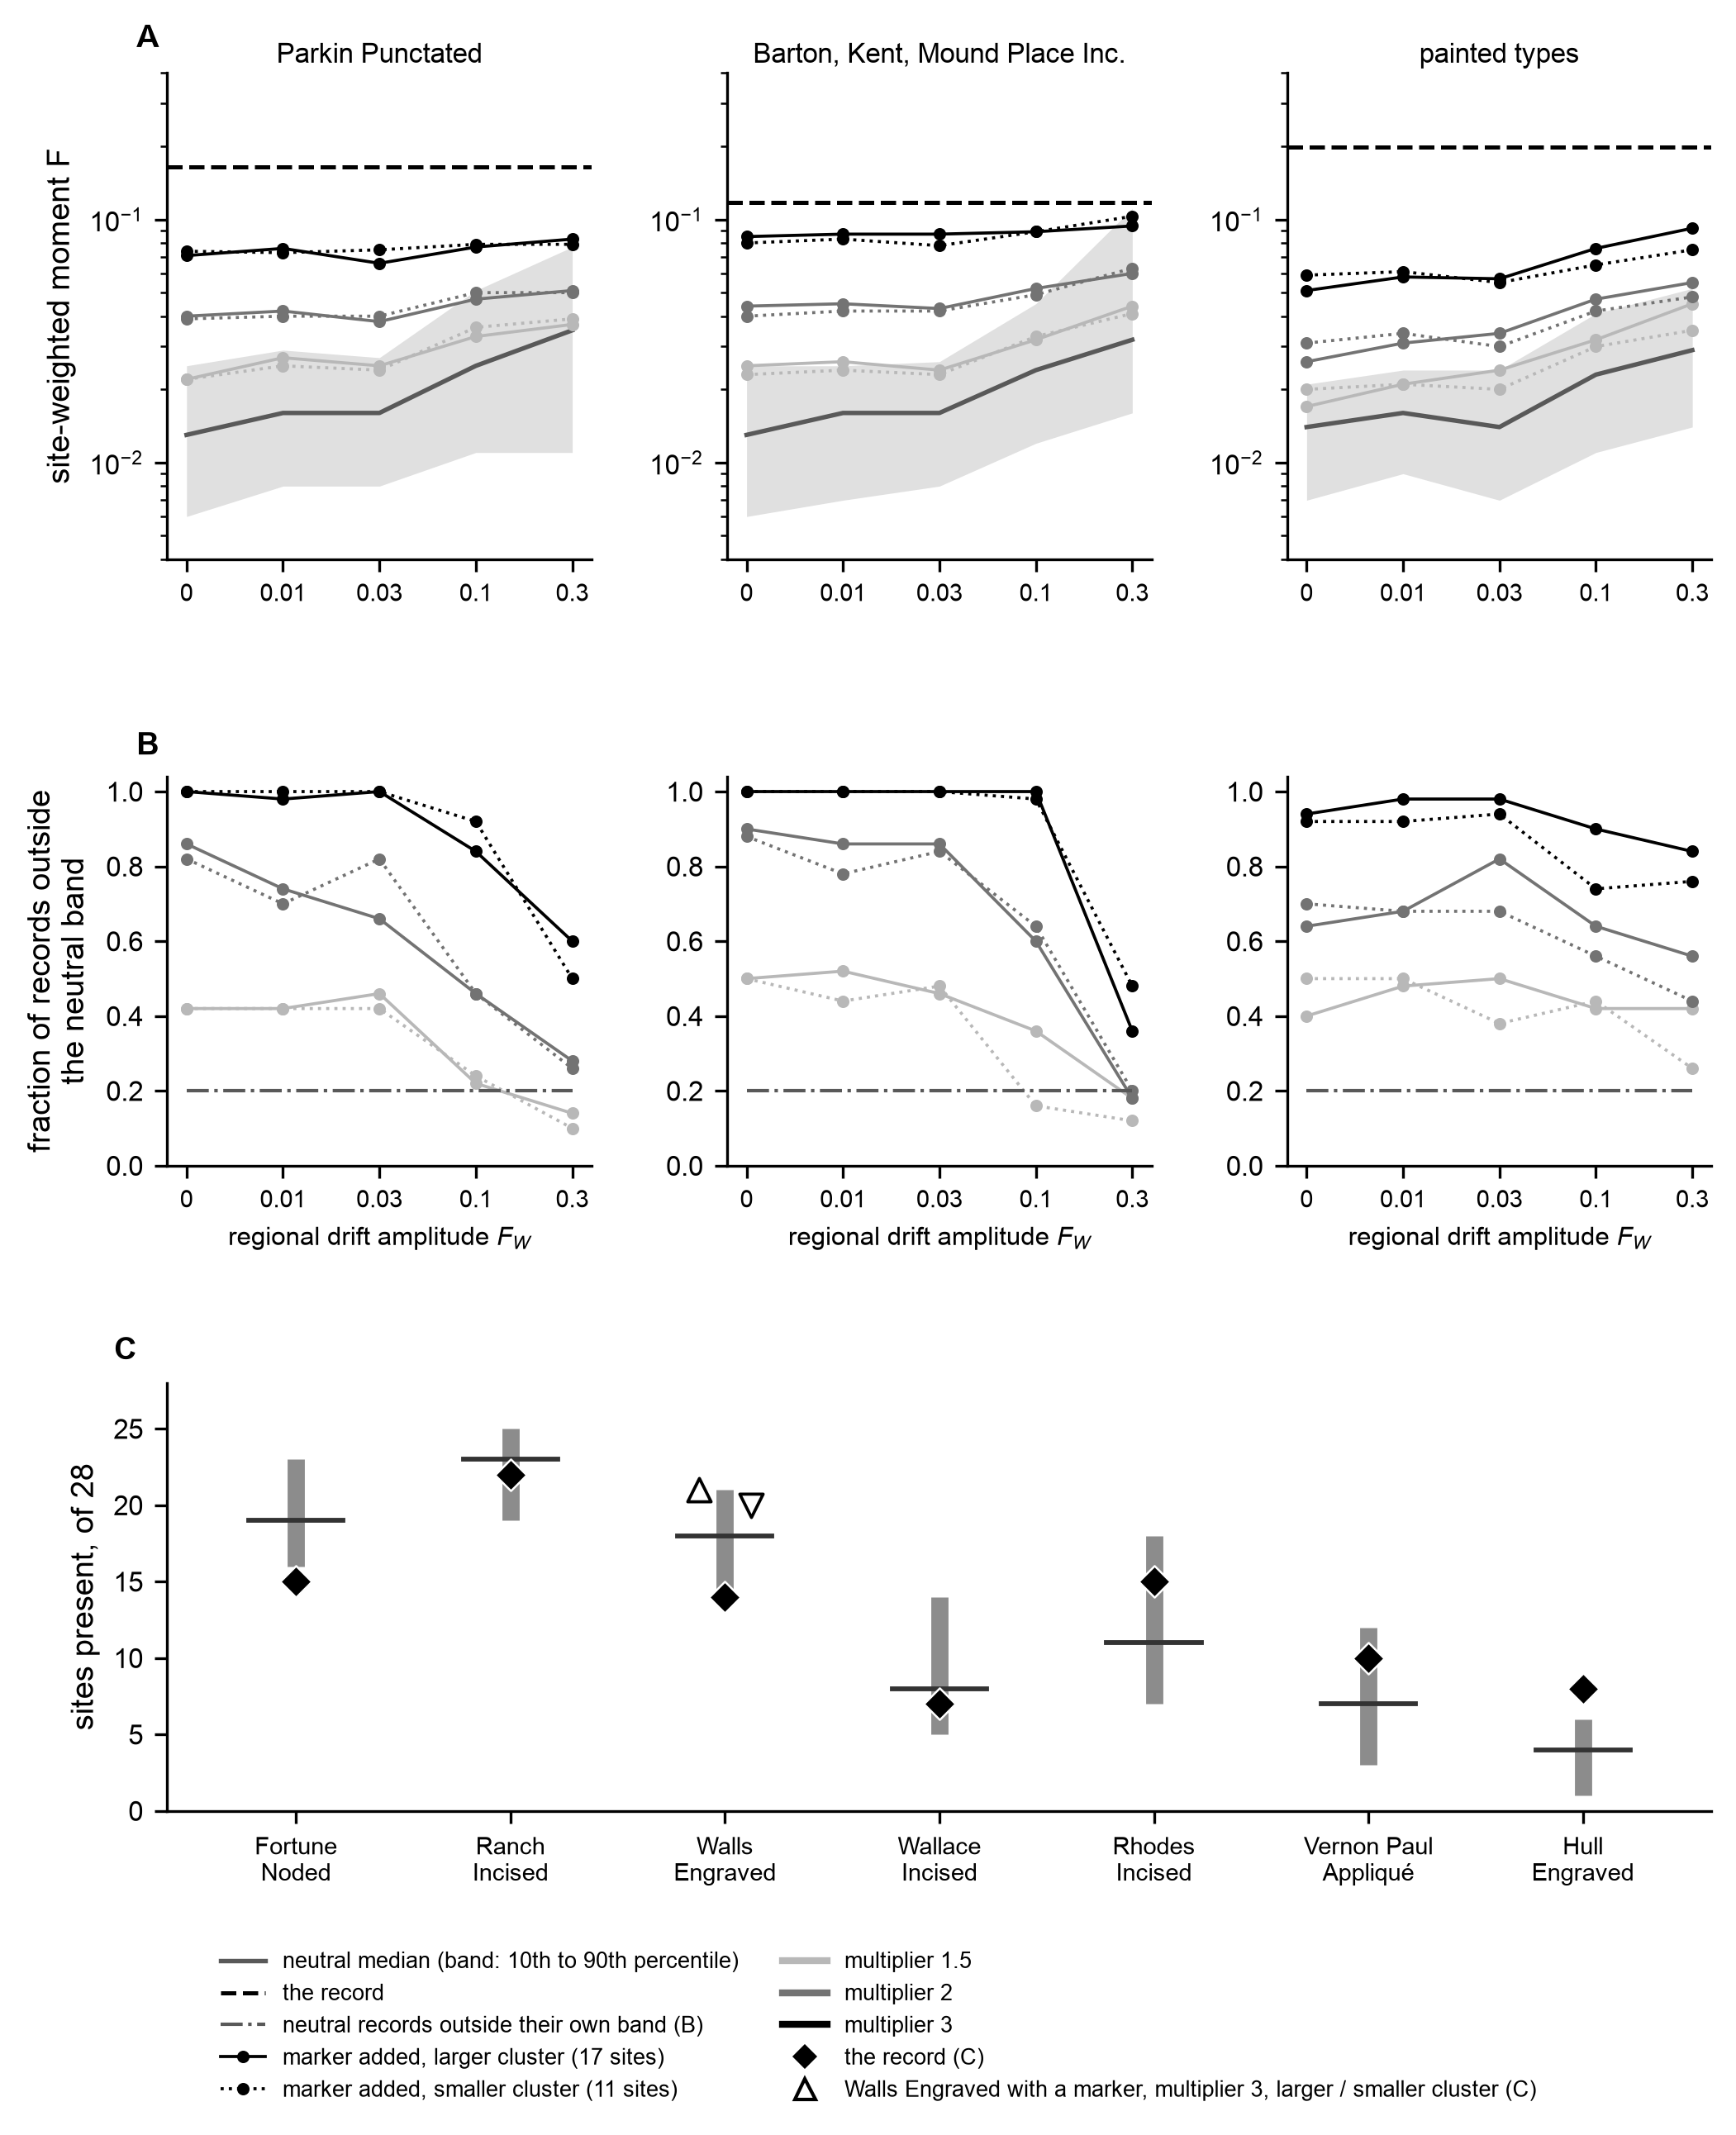 A
Parkin Punctated
Barton, Kent, Mound Place Inc.
painted types
site-weighted moment F
10⁻¹
10⁻²
0 0.01 0.03 0.1 0.3
10⁻¹
10⁻²
0 0.01 0.03 0.1 0.3
10⁻¹
10⁻²
0 0.01 0.03 0.1 0.3
B
fraction of records outside
the neutral band
1.0
0.8
0.6
0.4
0.2
0.0
0 0.01 0.03 0.1 0.3
regional drift amplitude F_W
1.0
0.8
0.6
0.4
0.2
0.0
0 0.01 0.03 0.1 0.3
regional drift amplitude F_W
1.0
0.8
0.6
0.4
0.2
0.0
0 0.01 0.03 0.1 0.3
regional drift amplitude F_W
C
sites present, of 28
25
20
15
10
5
0
Fortune
Noded
Ranch
Incised
Walls
Engraved
Wallace
Incised
Rhodes
Incised
Vernon Paul
Appliqué
Hull
Engraved
neutral median (band: 10th to 90th percentile)
the record
neutral records outside their own band (B)
marker added, larger cluster (17 sites)
marker added, smaller cluster (11 sites)
multiplier 1.5
multiplier 2
multiplier 3
the record (C)
Walls Engraved with a marker, multiplier 3, larger / smaller cluster (C)